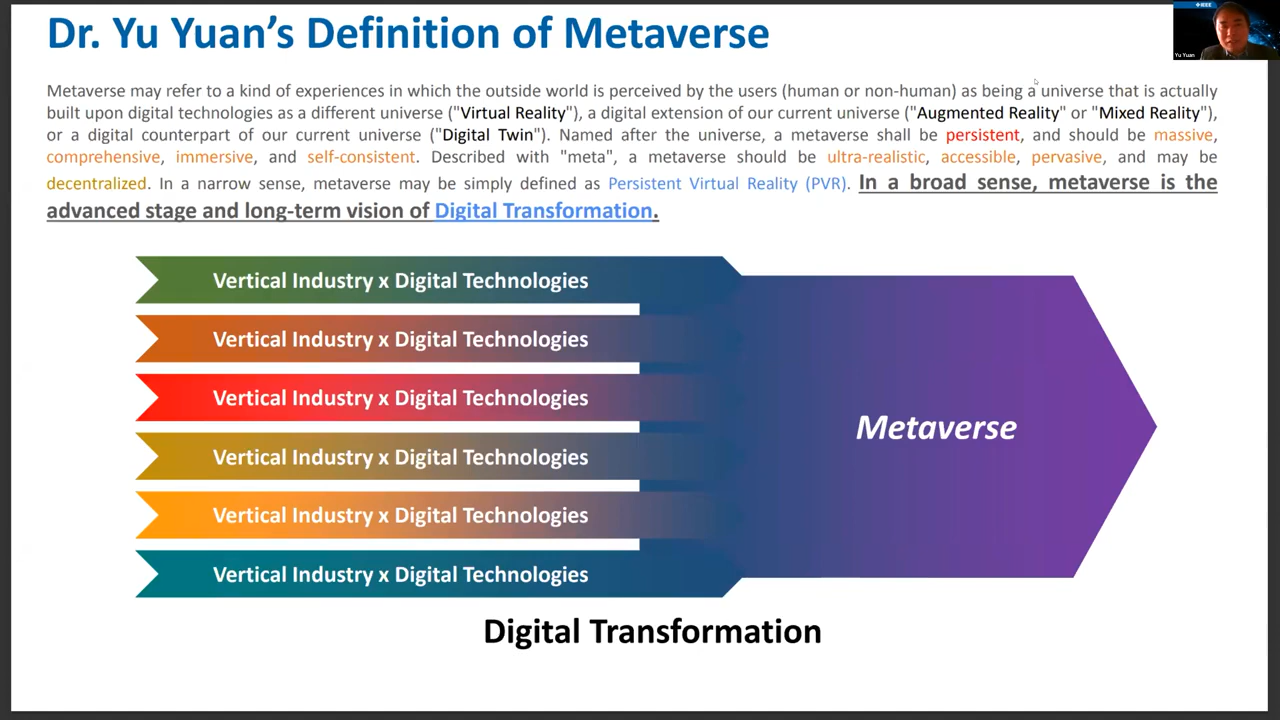 Dr. Yu Yuan's Definition of Metaverse
IEEE
Yu Yuan
Metaverse may refer to a kind of experiences in which the outside world is perceived by the users (human or non-human) as being a universe that is actually
built upon digital technologies as a different universe ("Virtual Reality"), a digital extension of our current universe ("Augmented Reality" or "Mixed Reality"),
or a digital counterpart of our current universe ("Digital Twin"). Named after the universe, a metaverse shall be persistent, and should be massive,
comprehensive, immersive, and self-consistent. Described with "meta", a metaverse should be ultra-realistic, accessible, pervasive, and may be
decentralized. In a narrow sense, metaverse may be simply defined as Persistent Virtual Reality (PVR). In a broad sense, metaverse is the
advanced stage and long-term vision of Digital Transformation.
Vertical Industry x Digital Technologies
Vertical Industry x Digital Technologies
Vertical Industry x Digital Technologies
Vertical Industry x Digital Technologies
Vertical Industry x Digital Technologies
Vertical Industry x Digital Technologies
Metaverse
Digital Transformation